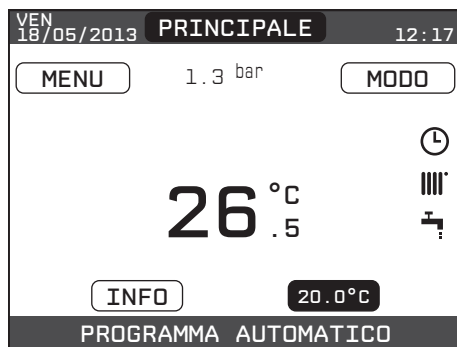 VEN
18/05/2013 PRINCIPALE 12:17
MENU 1.3 bar MODO
26.5 °C
INFO 20.0°C
PROGRAMMA AUTOMATICO